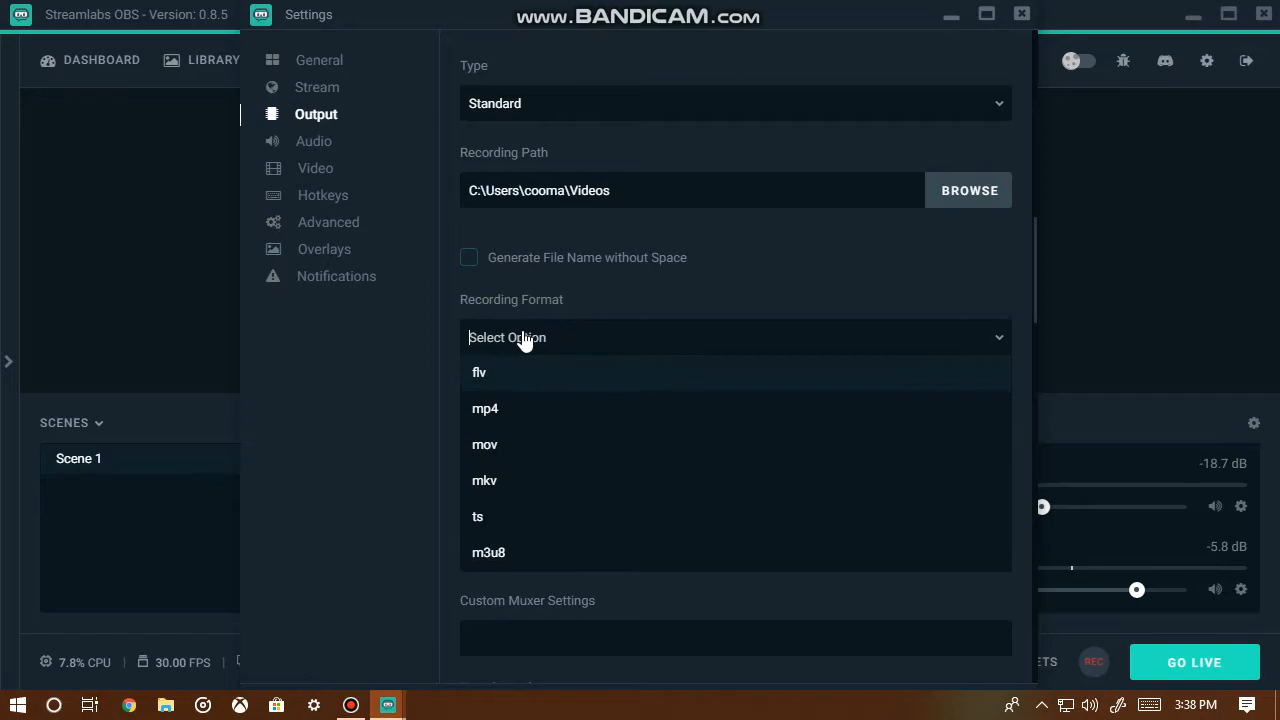 Streamlabs OBS - Version: 0.8.5
Settings
www.BANDICAM.com
DASHBOARD
LIBRARY
General
Stream
Output
Audio
Video
Hotkeys
Advanced
Overlays
Notifications
Type
Standard
Recording Path
C:\Users\cooma\Videos
BROWSE
Generate File Name without Space
Recording Format
Select Option
flv
mp4
mov
mkv
ts
m3u8
Custom Muxer Settings
SCENES
Scene 1
-18.7 dB
-5.8 dB
7.8% CPU
30.00 FPS
ETS
REC
GO LIVE
3:38 PM